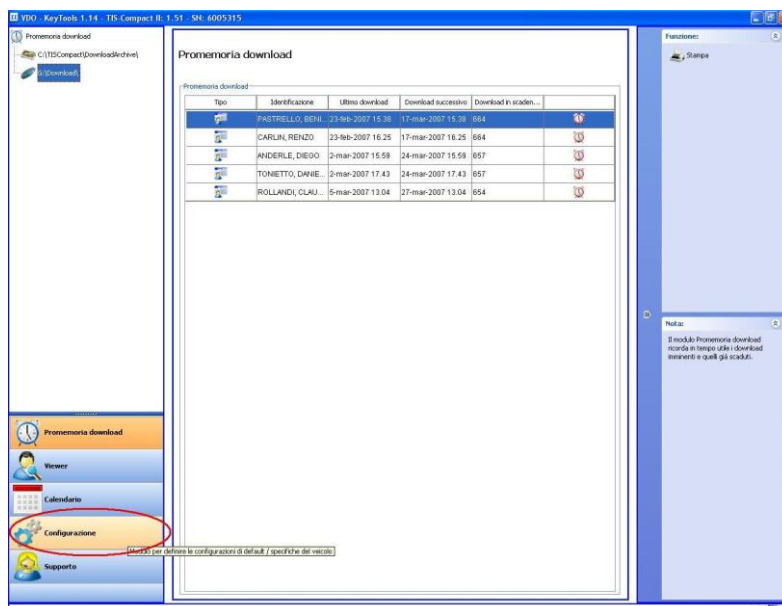 VDO - KeyTools 1.14 - TIS-Compact II: 1.51 - SN: 6005315
Promemoria download
C:\TISCompact\DownloadArchive\
G:\Download\
Promemoria download
Viewer
Calendario
Configurazione
Modulo per definire le configurazioni di default / specifiche del veicolo
Supporto
Promemoria download
Promemoria download
Tipo Identificazione Ultimo download Download successivo Download in scaden...
PASTRELLO, BENI... 23-feb-2007 15.38 17-mar-2007 15.38 664
CARLIN, RENZO 23-feb-2007 16.25 17-mar-2007 16.25 664
ANDERLE, DIEGO 2-mar-2007 15.59 24-mar-2007 15.59 657
TONIETTO, DANIE... 2-mar-2007 17.43 24-mar-2007 17.43 657
ROLLANDI, CLAU... 5-mar-2007 13.04 27-mar-2007 13.04 654
Funzione:
Stampa
Nota:
Il modulo Promemoria download
ricorda in tempo utile i download
imminenti e quelli già scaduti.